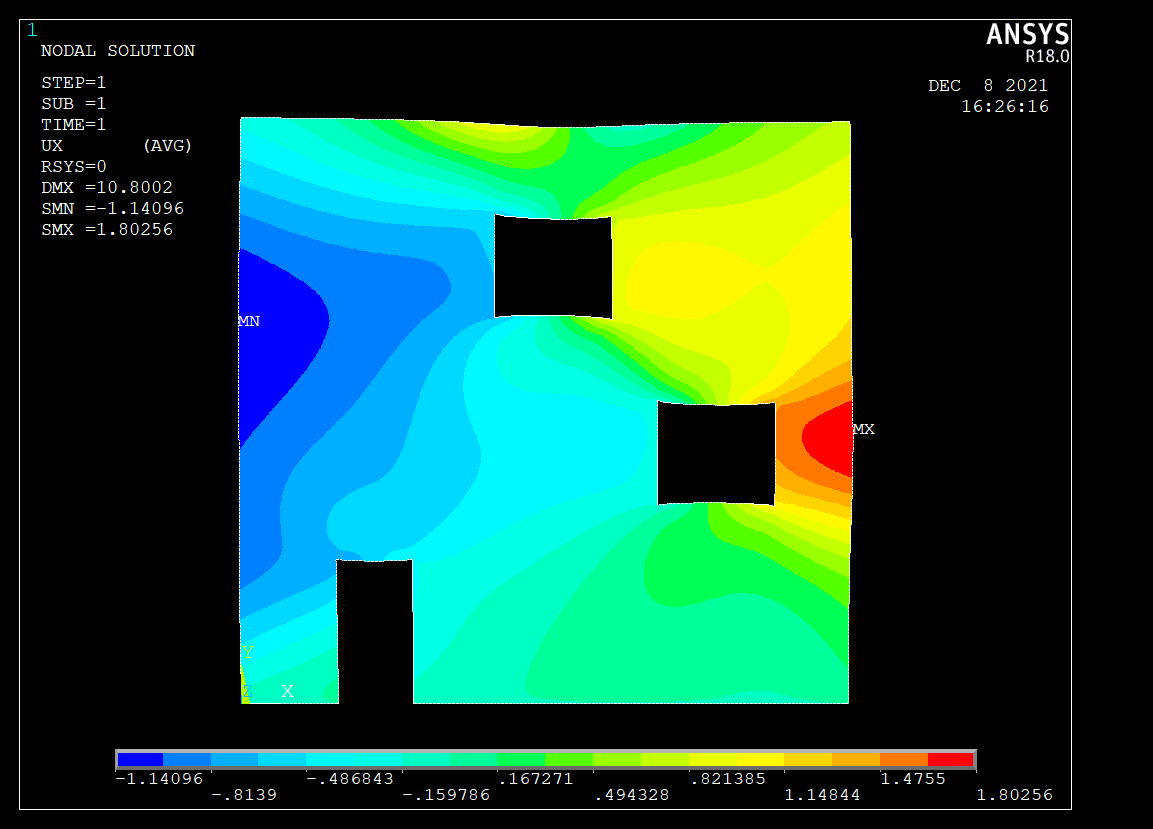 1
ANSYS
R18.0
NODAL SOLUTION
STEP=1
SUB =1
TIME=1
UX (AVG)
RSYS=0
DMX =10.8002
SMN =-1.14096
SMX =1.80256
DEC 8 2021
16:26:16
MN
MX
Y
Z X
-1.14096 -.486843 .167271 .821385 1.4755
-.8139 -.159786 .494328 1.14844 1.80256